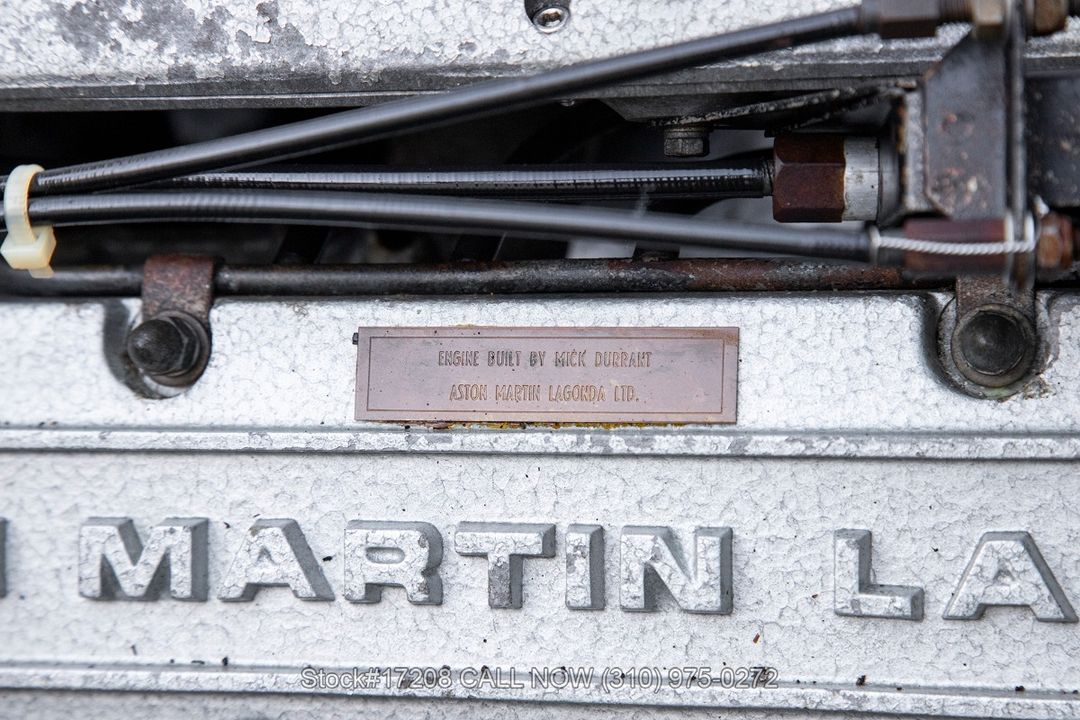 ENGINE BUILT BY MICK DURRANT
ASTON MARTIN LAGONDA LTD.
MARTIN LA
Stock#17208 CALL NOW (310) 975-0272